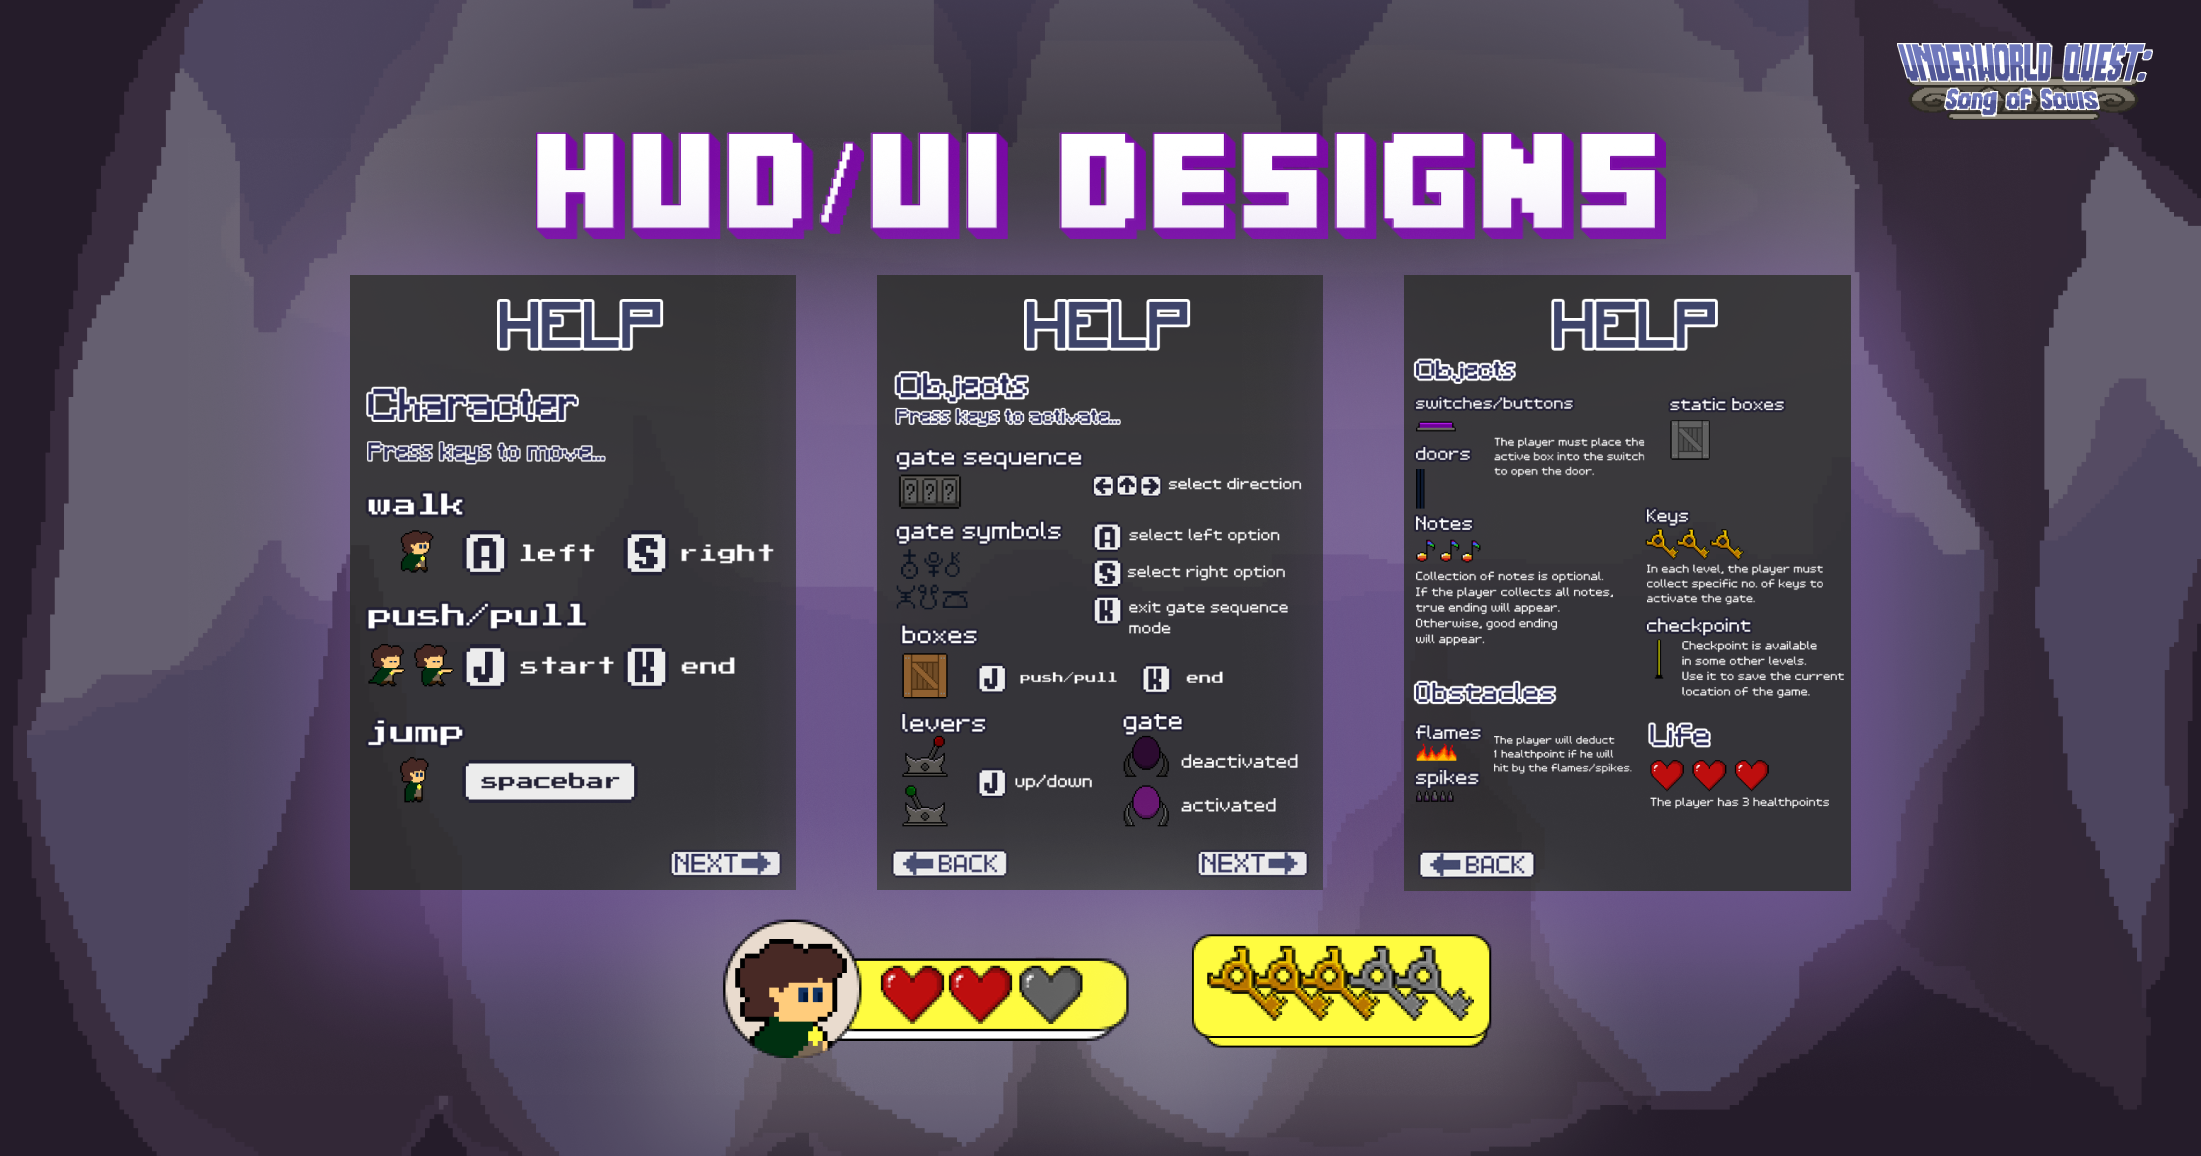 UNDERWORLD QUEST:
Song of Souls
HUD/UI DESIGNS
HELP
Character
Press keys to move...
walk
A left S right
push/pull
J start K end
jump
spacebar
NEXT
HELP
Objects
Press keys to activate...
gate sequence
? ? ?
select direction
gate symbols
A select left option
S select right option
K exit gate sequence
mode
boxes
J push/pull K end
levers
J up/down
gate
deactivated
activated
BACK
NEXT
HELP
Objects
switches/buttons
static boxes
doors
The player must place the
active box into the switch
to open the door.
Notes
Collection of notes is optional.
If the player collects all notes,
true ending will appear.
Otherwise, good ending
will appear.
Keys
In each level, the player must
collect specific no. of keys to
activate the gate.
checkpoint
Checkpoint is available
in some other levels.
Use it to save the current
location of the game.
Obstacles
flames
spikes
The player will deduct
1 healthpoint if he will
hit by the flames/spikes.
Life
The player has 3 healthpoints
BACK